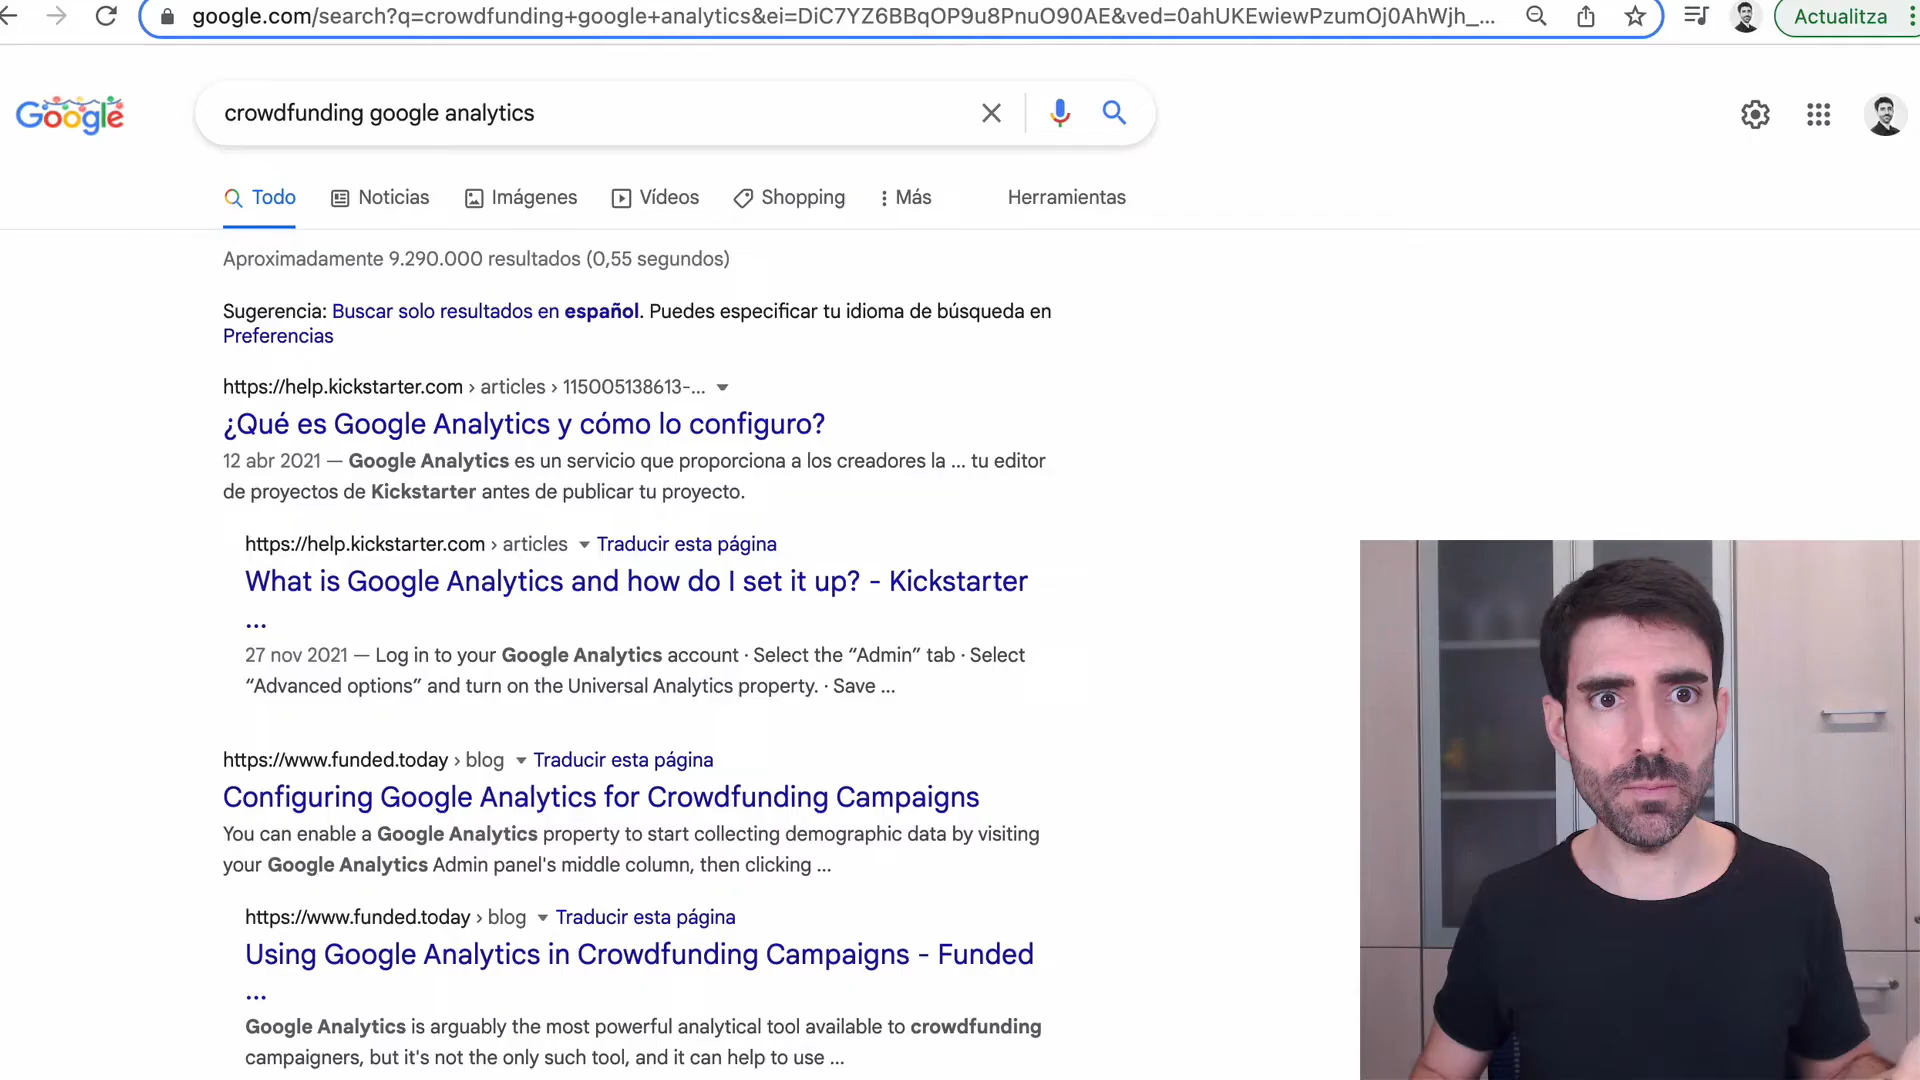 google.com/search?q=crowdfunding+google+analytics&ei=DiC7YZ6BBqOP9u8PnuO90AE&ved=0ahUKEwiewPzumOj0AhWjh_...
Actualitza
Google
crowdfunding google analytics
Todo Noticias Imágenes Vídeos Shopping Más Herramientas
Aproximadamente 9.290.000 resultados (0,55 segundos)
Sugerencia: Buscar solo resultados en español. Puedes especificar tu idioma de búsqueda en
Preferencias
https://help.kickstarter.com › articles › 115005138613-...
¿Qué es Google Analytics y cómo lo configuro?
12 abr 2021 — Google Analytics es un servicio que proporciona a los creadores la ... tu editor
de proyectos de Kickstarter antes de publicar tu proyecto.
https://help.kickstarter.com › articles Traducir esta página
What is Google Analytics and how do I set it up? - Kickstarter
...
27 nov 2021 — Log in to your Google Analytics account · Select the “Admin” tab · Select
“Advanced options” and turn on the Universal Analytics property. · Save ...
https://www.funded.today › blog Traducir esta página
Configuring Google Analytics for Crowdfunding Campaigns
You can enable a Google Analytics property to start collecting demographic data by visiting
your Google Analytics Admin panel's middle column, then clicking ...
https://www.funded.today › blog Traducir esta página
Using Google Analytics in Crowdfunding Campaigns - Funded
...
Google Analytics is arguably the most powerful analytical tool available to crowdfunding
campaigners, but it's not the only such tool, and it can help to use ...